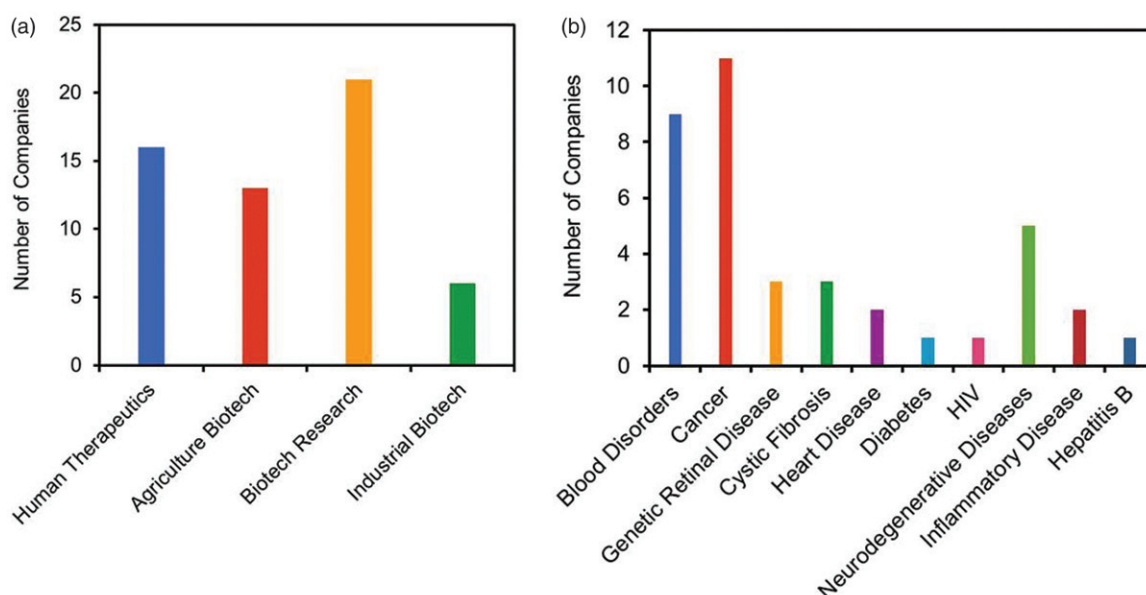 (a)
25
20
15
10
5
0
Number of Companies
Human Therapeutics
Agriculture Biotech
Biotech Research
Industrial Biotech
(b)
12
10
8
6
4
2
0
Number of Companies
Blood Disorders
Cancer
Genetic Retinal Disease
Cystic Fibrosis
Heart Disease
Diabetes
HIV
Neurodegenerative Diseases
Inflammatory Disease
Hepatitis B